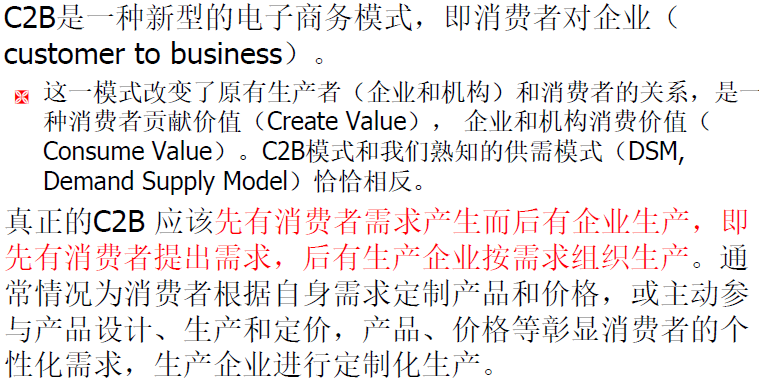 C2B是一种新型的电子商务模式，即消费者对企业（
customer to business）。
这一模式改变了原有生产者（企业和机构）和消费者的关系，是一
种消费者贡献价值（Create Value）， 企业和机构消费价值（
Consume Value）。C2B模式和我们熟知的供需模式（DSM,
Demand Supply Model）恰恰相反。
真正的C2B 应该先有消费者需求产生而后有企业生产，即
先有消费者提出需求，后有生产企业按需求组织生产。通
常情况为消费者根据自身需求定制产品和价格，或主动参
与产品设计、生产和定价，产品、价格等彰显消费者的个
性化需求，生产企业进行定制化生产。